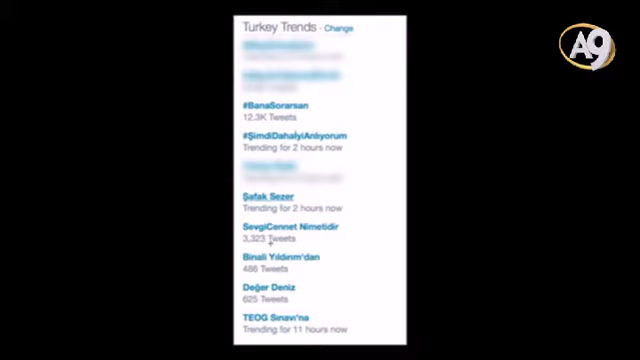 Turkey Trends · Change
A9
#BanaSorarsan
12.3K Tweets
#ŞimdiDahaİyiAnlıyorum
Trending for 2 hours now
Şafak Sezer
Trending for 2 hours now
SevgiCennet Nimetidir
3,323 Tweets
Binali Yıldırım'dan
486 Tweets
Değer Deniz
625 Tweets
TEOG Sınavı'na
Trending for 11 hours now